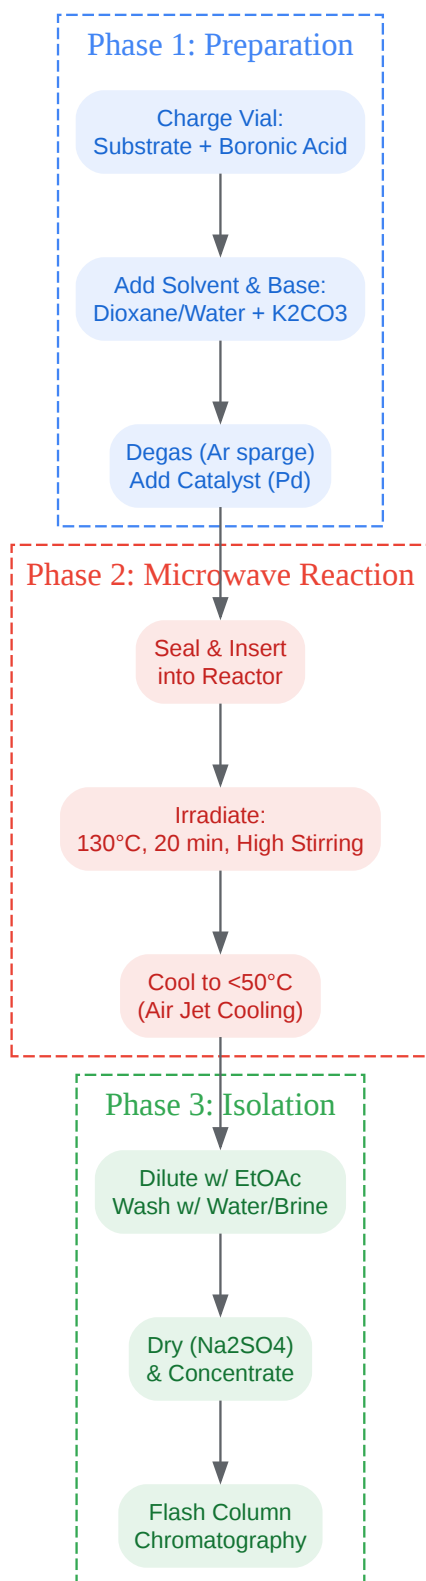 Phase 1: Preparation
Charge Vial:
Substrate + Boronic Acid
Add Solvent & Base:
Dioxane/Water + K2CO3
Degas (Ar sparge)
Add Catalyst (Pd)
Phase 2: Microwave Reaction
Seal & Insert
into Reactor
Irradiate:
130°C, 20 min, High Stirring
Cool to <50°C
(Air Jet Cooling)
Phase 3: Isolation
Dilute w/ EtOAc
Wash w/ Water/Brine
Dry (Na2SO4)
& Concentrate
Flash Column
Chromatography